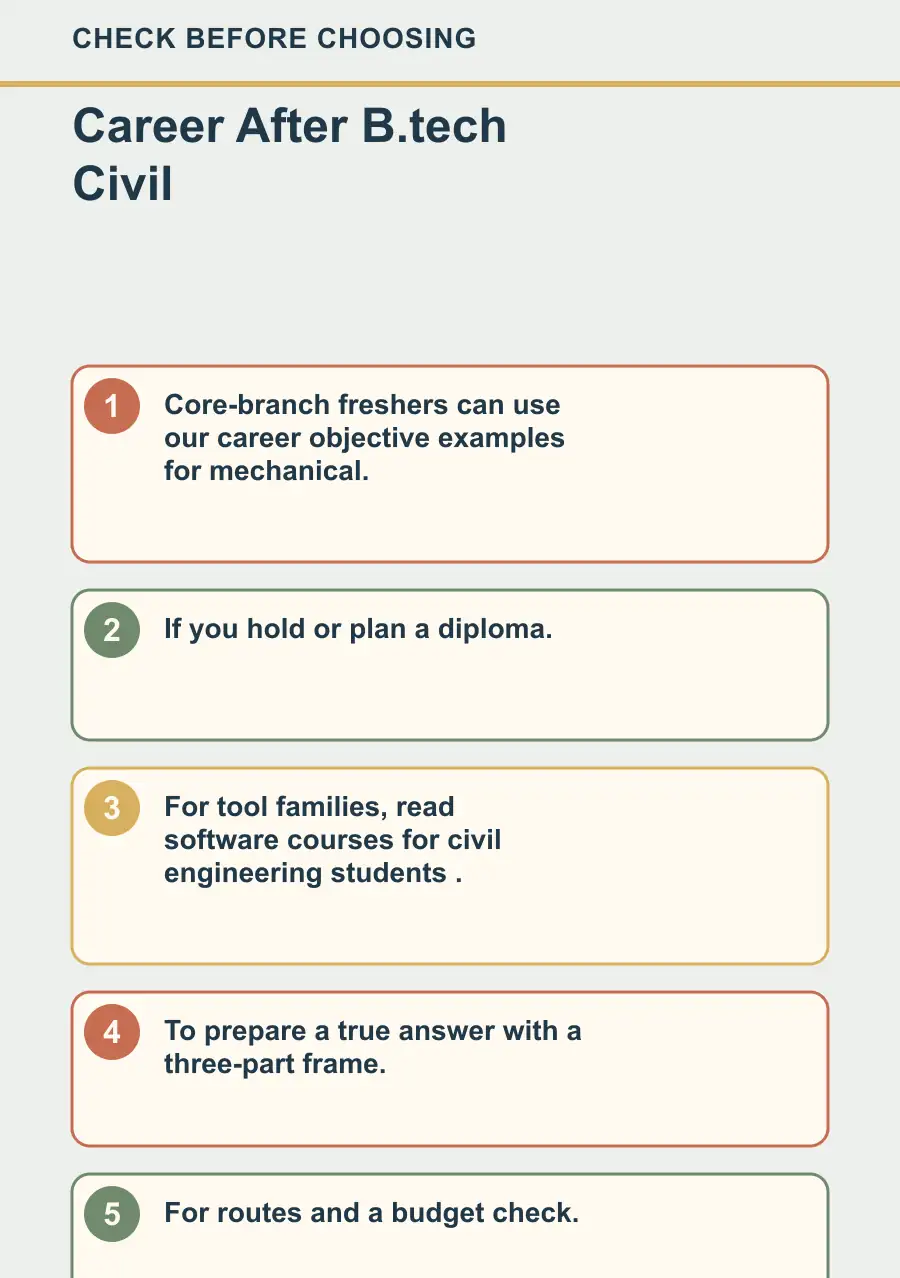 CHECK BEFORE CHOOSING
Career After B.tech
Civil
1
Core-branch freshers can use
our career objective examples
for mechanical.
2
If you hold or plan a diploma.
3
For tool families, read
software courses for civil
engineering students .
4
To prepare a true answer with a
three-part frame.
5
For routes and a budget check.